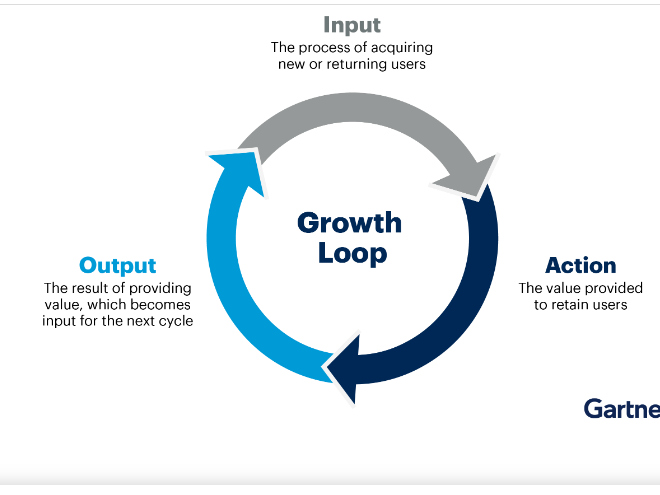 Input
The process of acquiring
new or returning users
Growth
Loop
Output
The result of providing
value, which becomes
input for the next cycle
Action
The value provided
to retain users
Gartne